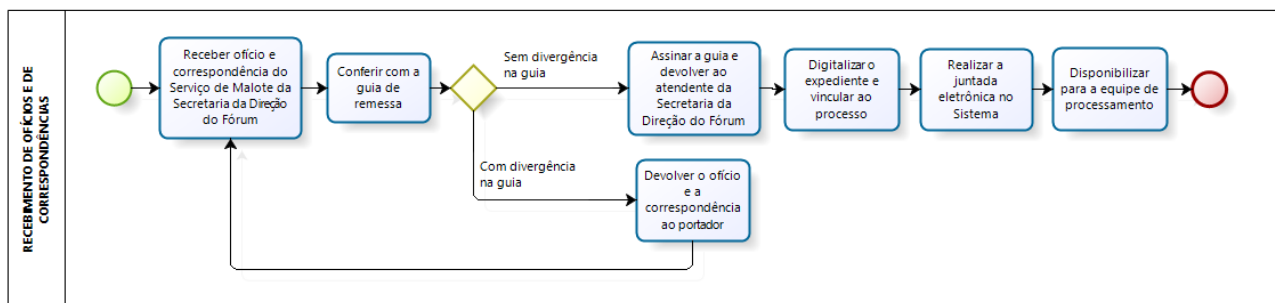 RECEBIMENTO DE OFÍCIOS E DE
CORRESPONDÊNCIAS
Receber ofício e
correspondência do
Serviço de Malote da
Secretaria da Direção
do Fórum
Conferir com a
guia de
remessa
Sem divergência
na guia
Assinar a guia e
devolver ao
atendente da
Secretaria da
Direção do Fórum
Digitalizar o
expediente e
vincular ao
processo
Realizar a
juntada
eletrônica no
Sistema
Disponibilizar
para a equipe de
processamento
Com divergência
na guia
Devolver o ofício
e a
correspondência
ao portador